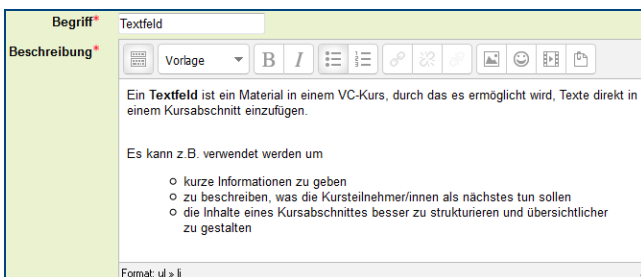 Begriff* Textfeld
Beschreibung* Vorlage B I
Ein Textfeld ist ein Material in einem VC-Kurs, durch das es ermöglicht wird, Texte direkt in
einem Kursabschnitt einzufügen.
Es kann z.B. verwendet werden um
kurze Informationen zu geben
zu beschreiben, was die Kursteilnehmer/innen als nächstes tun sollen
die Inhalte eines Kursabschnittes besser zu strukturieren und übersichtlicher
zu gestalten
Format: ul » li